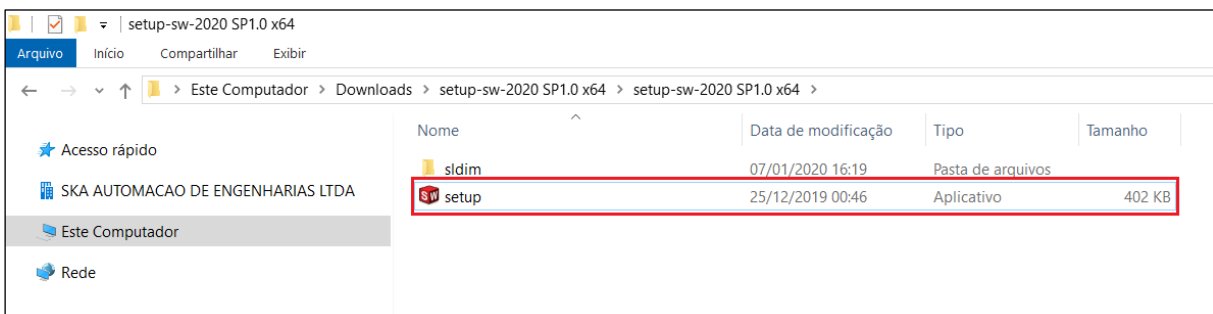 setup-sw-2020 SP1.0 x64
Arquivo Início Compartilhar Exibir
Este Computador > Downloads > setup-sw-2020 SP1.0 x64 > setup-sw-2020 SP1.0 x64 >
Nome Data de modificação Tipo Tamanho
Acesso rápido
sldim 07/01/2020 16:19 Pasta de arquivos
SKA AUTOMACAO DE ENGENHARIAS LTDA
SW setup 25/12/2019 00:46 Aplicativo 402 KB
Este Computador
Rede